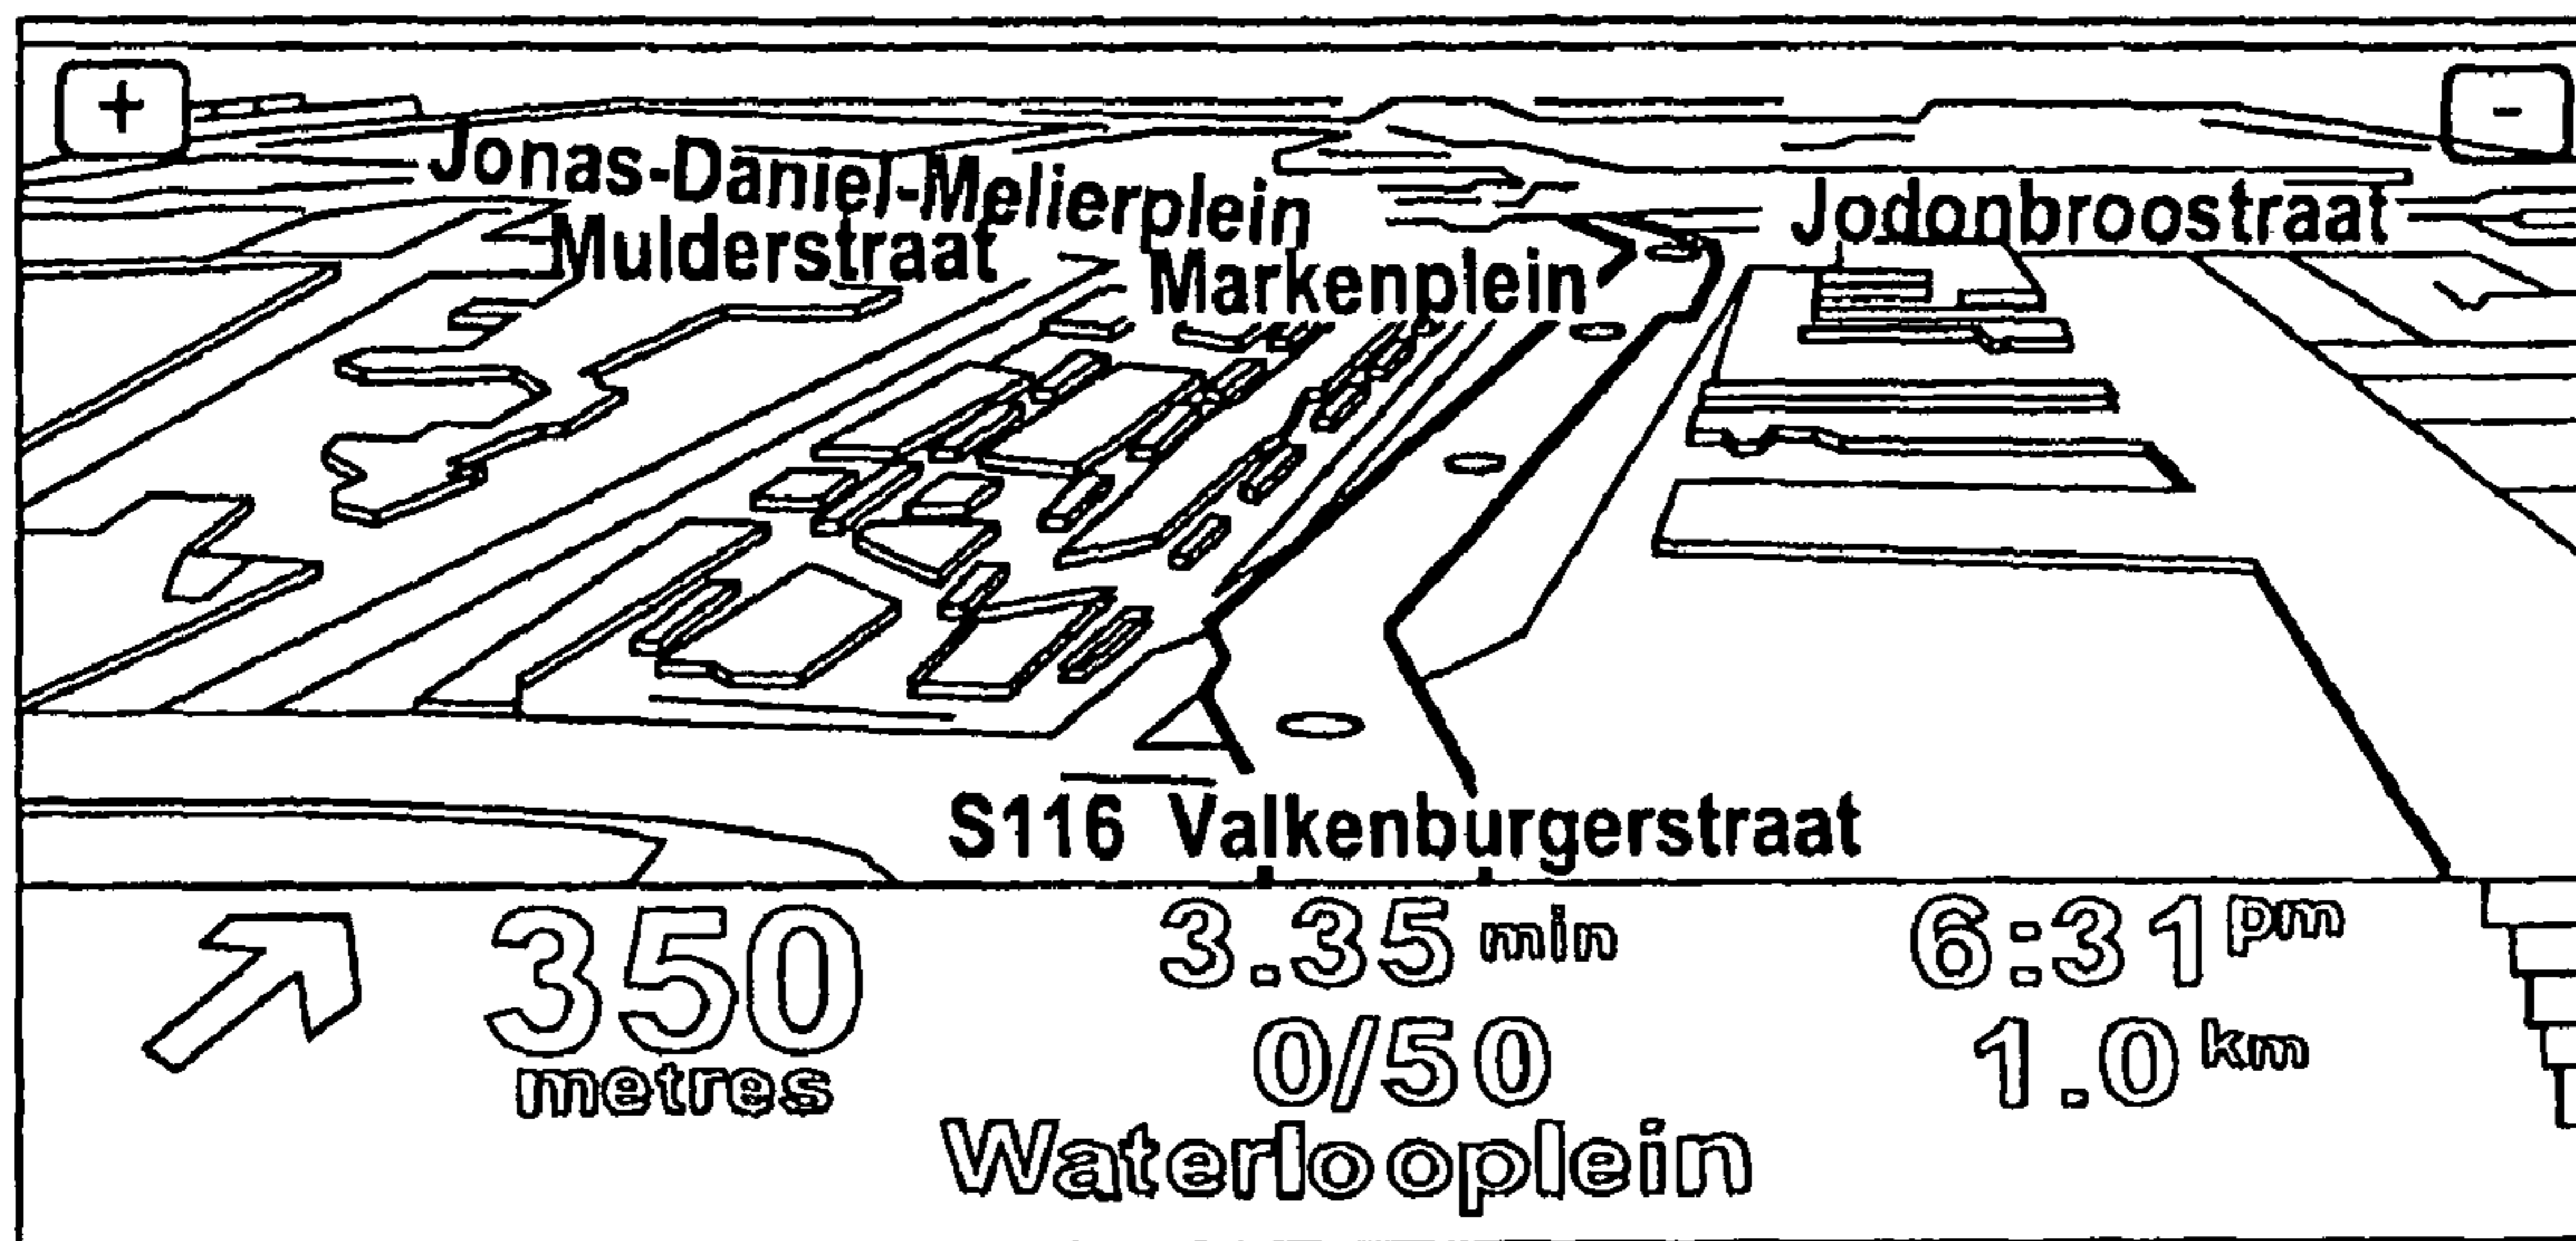 +
-
Jonas-Daniel-Melierplein
Jodonbroostraat
Mulderstraat
Markenplein
S116 Valkenburgerstraat
350
metres
3.35 min
6:31 pm
0/50
1.0 km
Waterlooplein